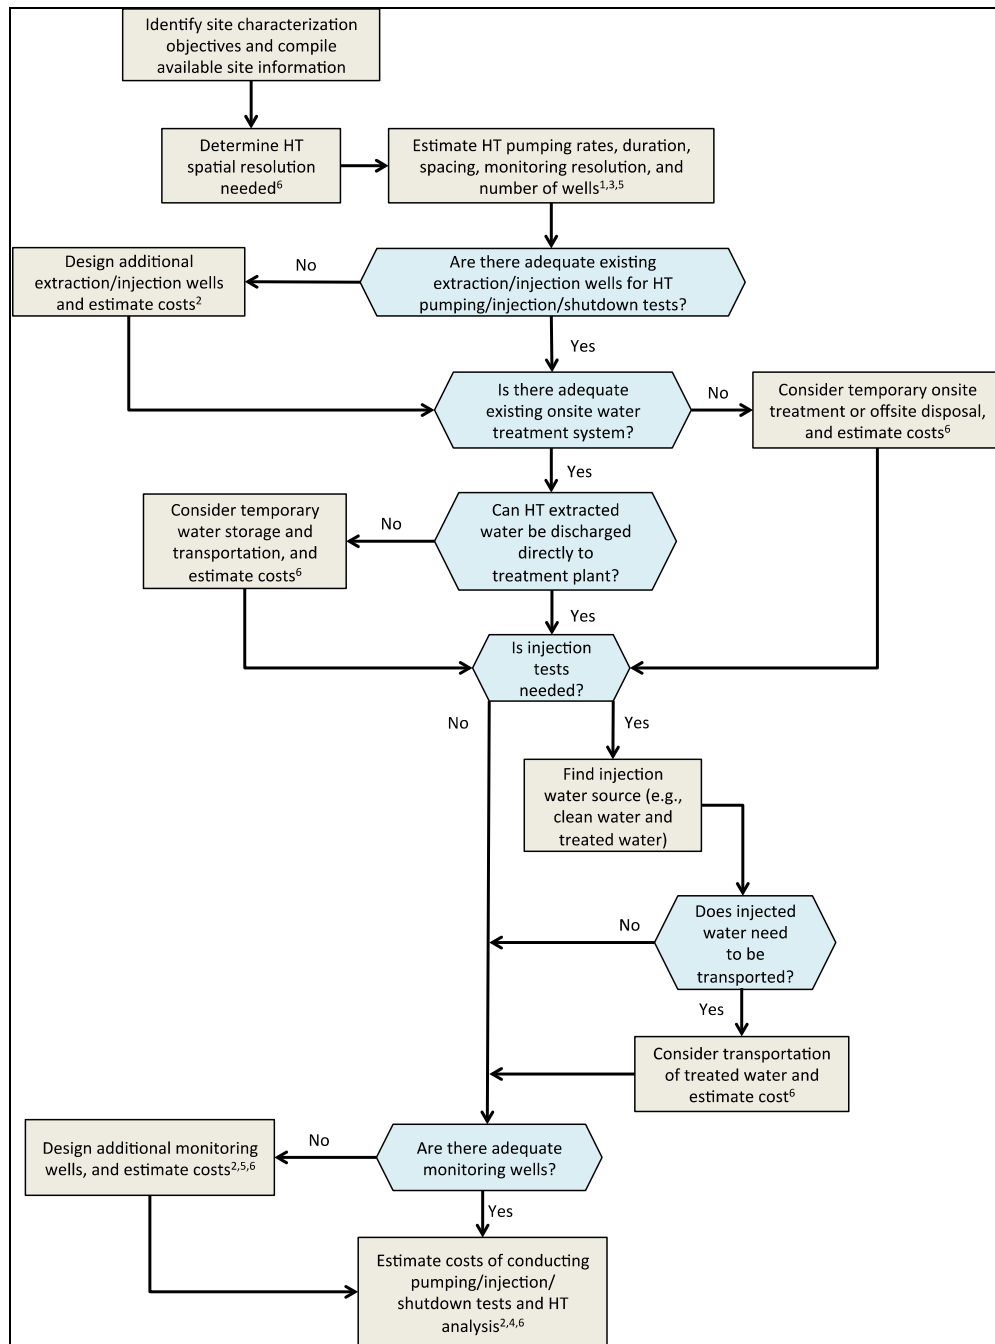 Identify site characterization
objectives and compile
available site information
Determine HT
spatial resolution
needed⁶
Estimate HT pumping rates, duration,
spacing, monitoring resolution, and
number of wells¹,³,⁵
Design additional
extraction/injection wells
and estimate costs²
No
Are there adequate existing
extraction/injection wells for HT
pumping/injection/shutdown tests?
Yes
Is there adequate
existing onsite water
treatment system?
No
Consider temporary onsite
treatment or offsite disposal,
and estimate costs⁶
Yes
Consider temporary
water storage and
transportation, and
estimate costs⁶
No
Can HT extracted
water be discharged
directly to
treatment plant?
Yes
Is injection
tests
needed?
No
Yes
Find injection
water source (e.g.,
clean water and
treated water)
Does injected
water need
to be
transported?
No
Yes
Consider transportation
of treated water and
estimate cost⁶
Design additional monitoring
wells, and estimate costs²,⁵,⁶
No
Are there adequate
monitoring wells?
Yes
Estimate costs of conducting
pumping/injection/
shutdown tests and HT
analysis²,⁴,⁶